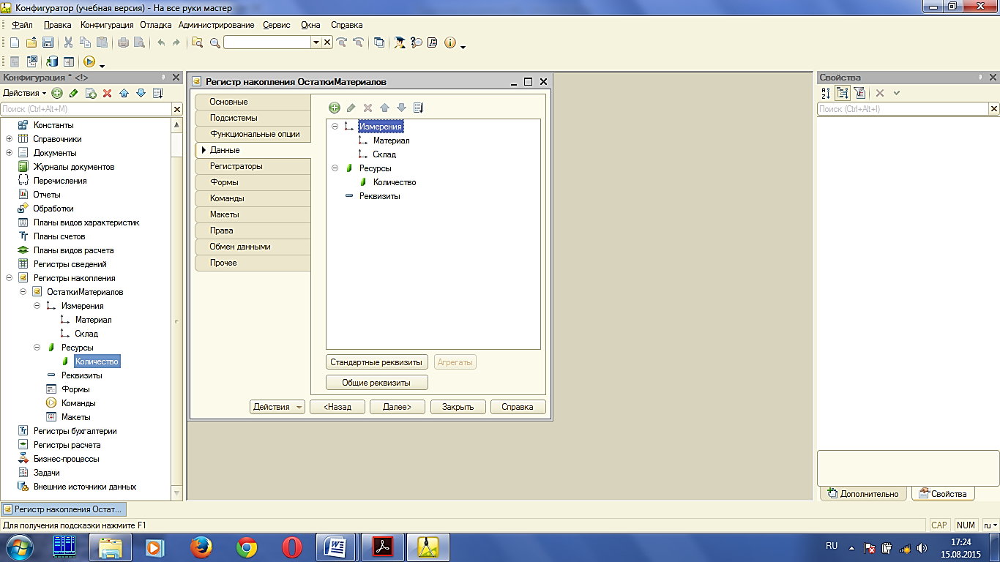 Конфигуратор (учебная версия) - На все руки мастер
Файл Правка Конфигурация Отладка Администрирование Сервис Окна Справка
Конфигурация * <!>
Действия
Поиск (Ctrl+Alt+M)
Константы
Справочники
Документы
Журналы документов
Перечисления
Отчеты
Обработки
Планы видов характеристик
Планы счетов
Планы видов расчета
Регистры сведений
Регистры накопления
ОстаткиМатериалов
Измерения
Материал
Склад
Ресурсы
Количество
Реквизиты
Формы
Команды
Макеты
Регистры бухгалтерии
Регистры расчета
Бизнес-процессы
Задачи
Внешние источники данных
Регистр накопления ОстаткиМатериалов
Основные
Подсистемы
Функциональные опции
Данные
Регистраторы
Формы
Команды
Макеты
Права
Обмен данными
Прочее
Измерения
Материал
Склад
Ресурсы
Количество
Реквизиты
Стандартные реквизиты Агрегаты
Общие реквизиты
Действия <Назад Далее> Закрыть Справка
Свойства
Поиск (Ctrl+Alt+I)
Дополнительно Свойства
Регистр накопления Остат...
Для получения подсказки нажмите F1
CAP NUM ru
RU
17:24
15.08.2015